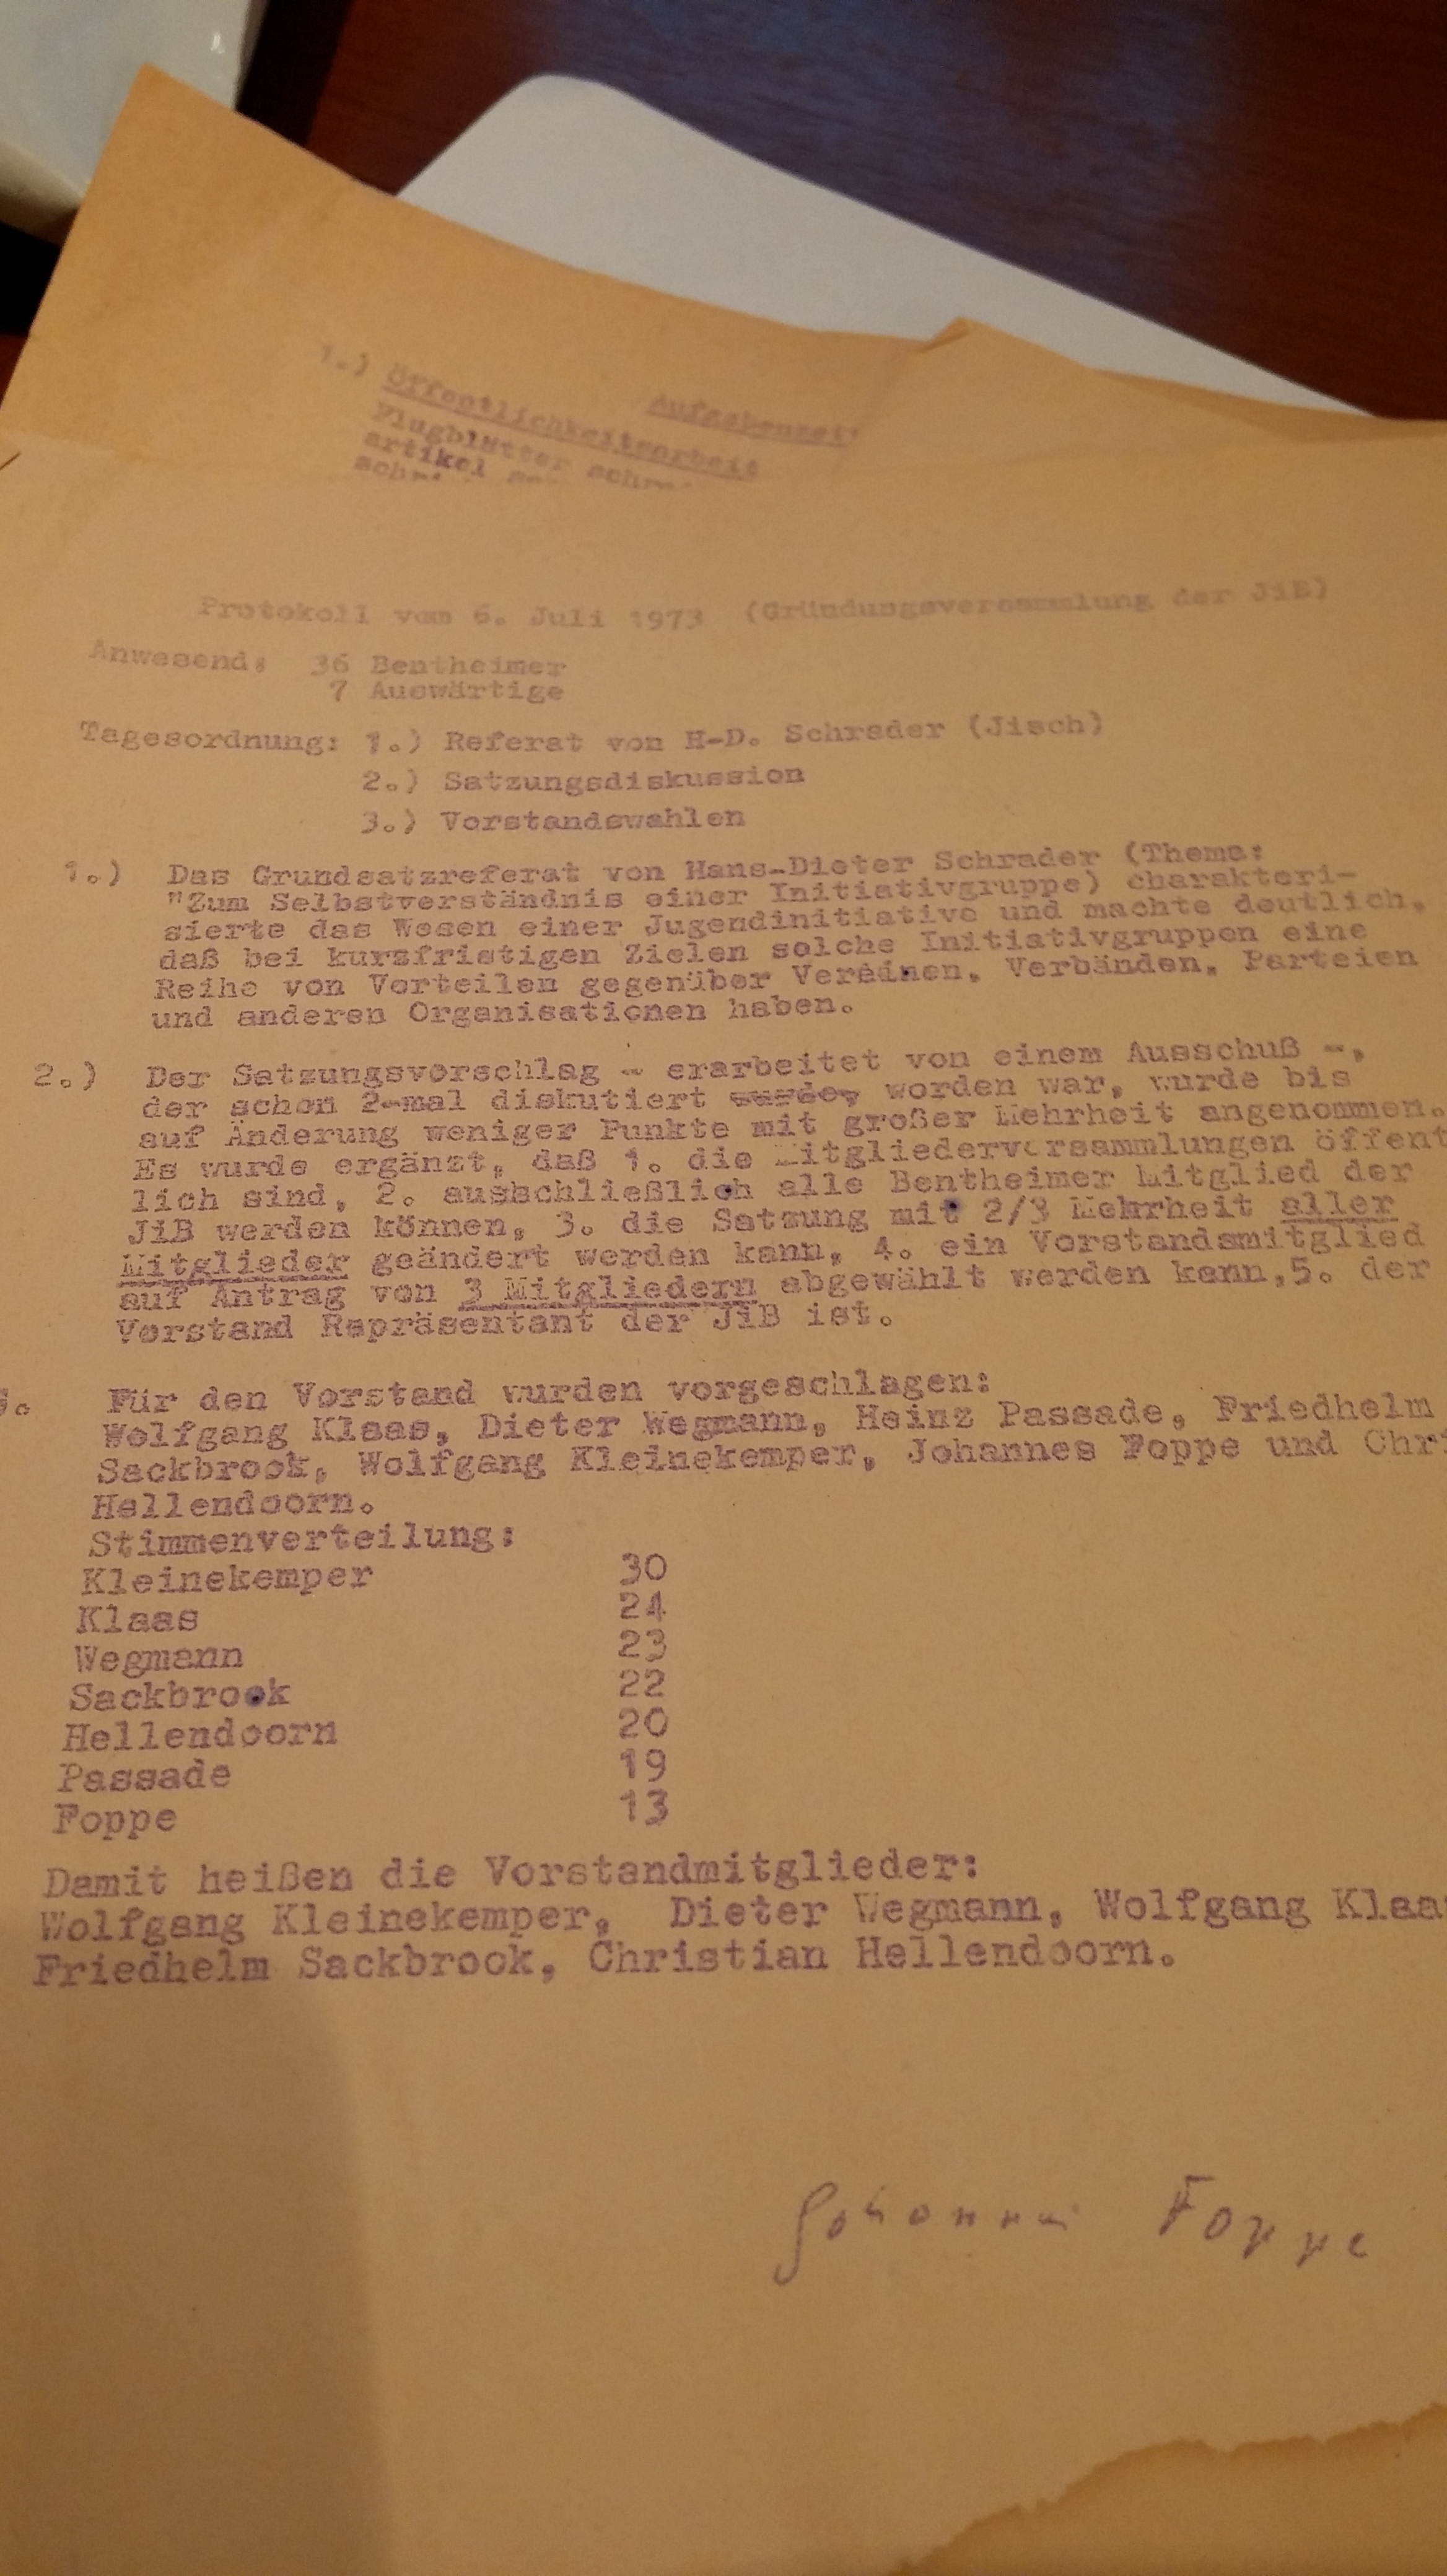 1.) Öffentlichkeitsarbeit
Flugblätter
artikel
Protokoll vom 6. Juli 1973 (Gründungsversammlung der JiB)
Anwesend: 36 Bentheimer
7 Auswärtige
Tagesordnung: 1.) Referat von H-D. Schrader (Jisch)
2.) Satzungsdiskussion
3.) Vorstandswahlen
1.) Das Grundsatzreferat von Hans-Dieter Schrader (Thema:
"Zum Selbstverständnis einer Initiativgruppe) charakteri-
sierte das Wesen einer Jugendinitiative und machte deutlich,
daß bei kurzfristigen Zielen solche Initiativgruppen eine
Reihe von Vorteilen gegenüber Vereinen, Verbänden, Parteien
und anderen Organisationen haben.
2.) Der Satzungsvorschlag - erarbeitet von einem Ausschuß -,
der schon 2-mal diskutiert wurde, worden war, wurde bis
auf Änderung weniger Punkte mit großer Mehrheit angenommen.
Es wurde ergänzt, daß 1. die Mitgliederversammlungen öffent
lich sind, 2. ausschließlich alle Bentheimer Mitglied der
JiB werden können, 3. die Satzung mit 2/3 Mehrheit aller
Mitglieder geändert werden kann, 4. ein Vorstandsmitglied
auf Antrag von 3 Mitgliedern abgewählt werden kann,5. der
Vorstand Repräsentant der JiB ist.
3. Für den Vorstand wurden vorgeschlagen:
Wolfgang Klaas, Dieter Wegmann, Heinz Passade, Friedhelm
Sackbrook, Wolfgang Kleinekemper, Johannes Foppe und Chr
Hellendoorn.
Stimmenverteilung:
Kleinekemper 30
Klaas 24
Wegmann 23
Sackbrook 22
Hellendoorn 20
Passade 19
Foppe 13
Damit heißen die Vorstandmitglieder:
Wolfgang Kleinekemper, Dieter Wegmann, Wolfgang Klaa
Friedhelm Sackbrook, Christian Hellendoorn.
Johannes Foppe